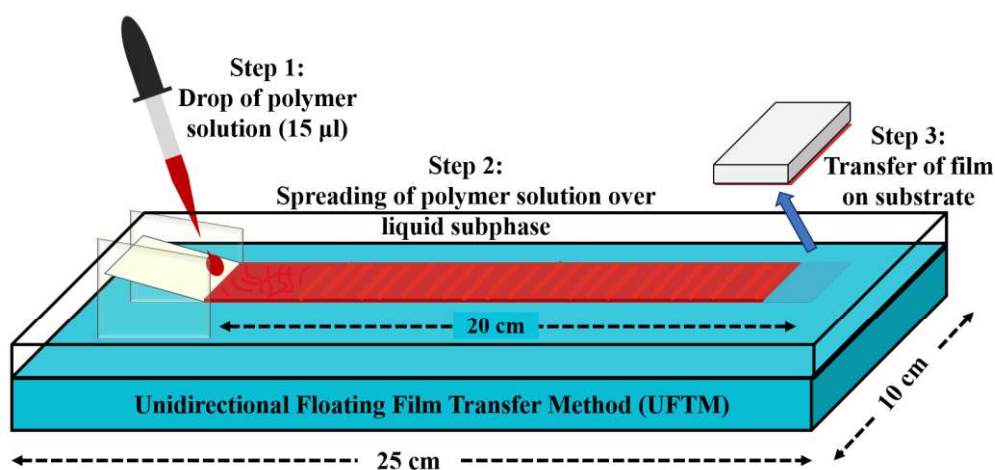 Step 1:
Drop of polymer
solution (15 µl)
Step 2:
Spreading of polymer solution over
liquid subphase
Step 3:
Transfer of film
on substrate
20 cm
Unidirectional Floating Film Transfer Method (UFTM)
10 cm
25 cm